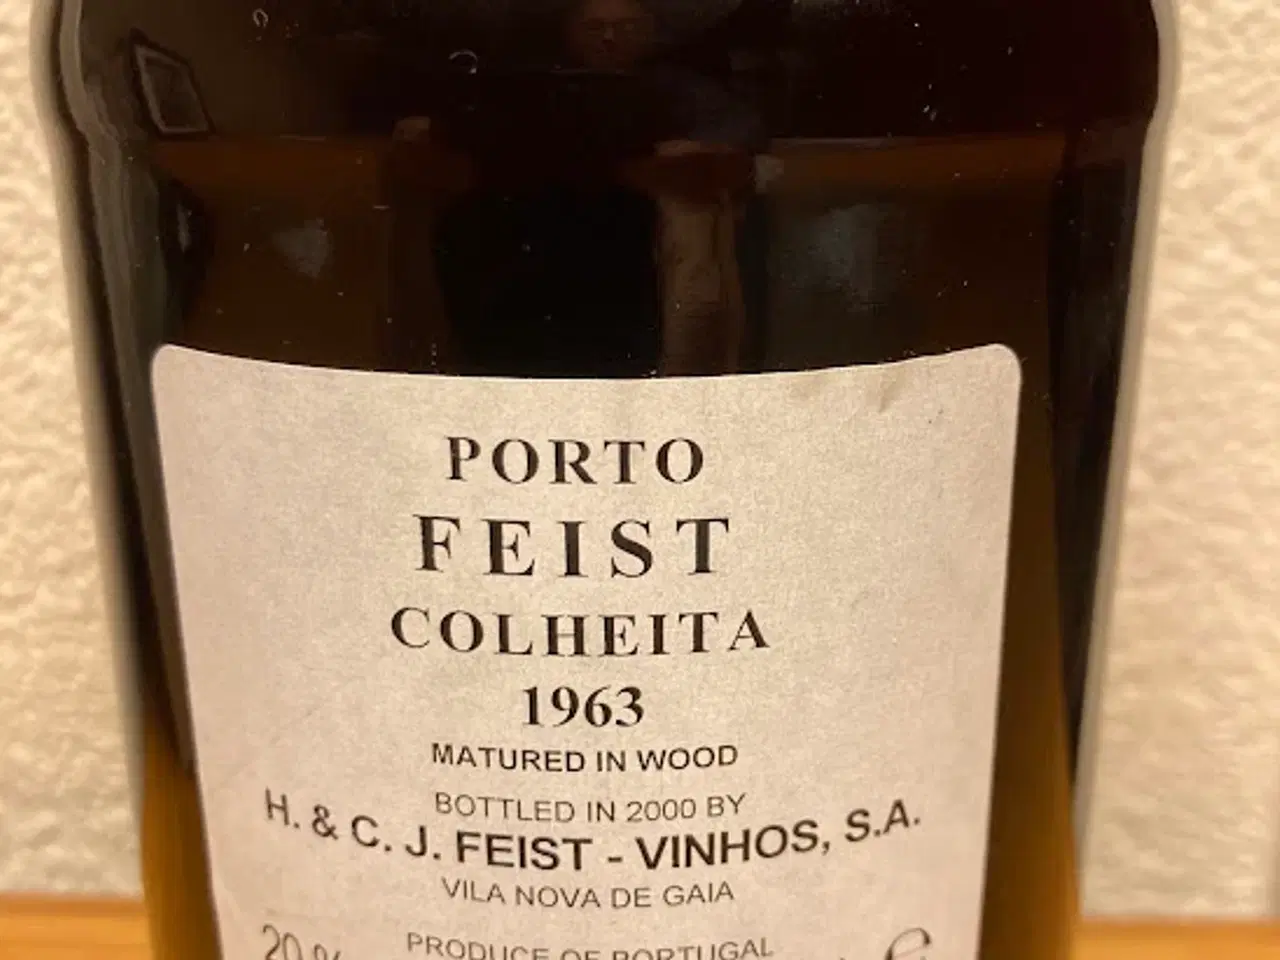 PORTO
FEIST
COLHEITA
1963
MATURED IN WOOD
BOTTLED IN 2000 BY
H. & C. J. FEIST - VINHOS, S.A.
VILA NOVA DE GAIA
20% PRODUCE OF PORTUGAL e